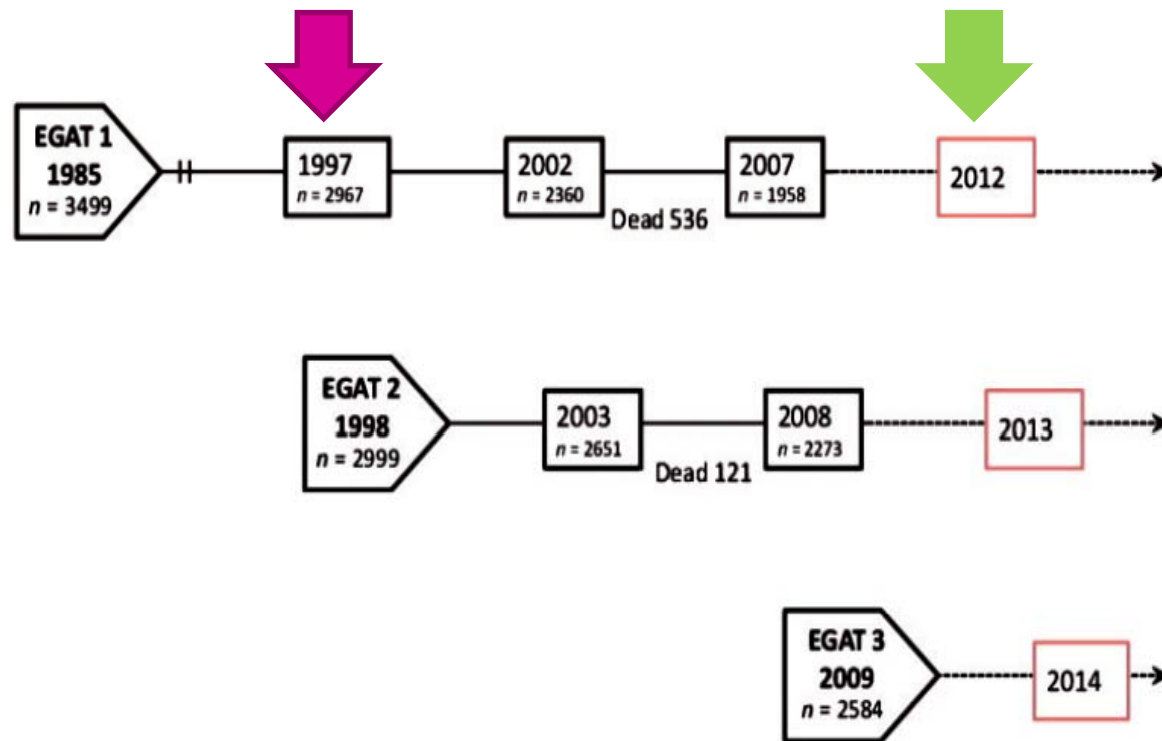 EGAT 1
1985
n = 3499
1997
n = 2967
2002
n = 2360
2007
n = 1958
2012
Dead 536
EGAT 2
1998
n = 2999
2003
n = 2651
2008
n = 2273
2013
Dead 121
EGAT 3
2009
n = 2584
2014